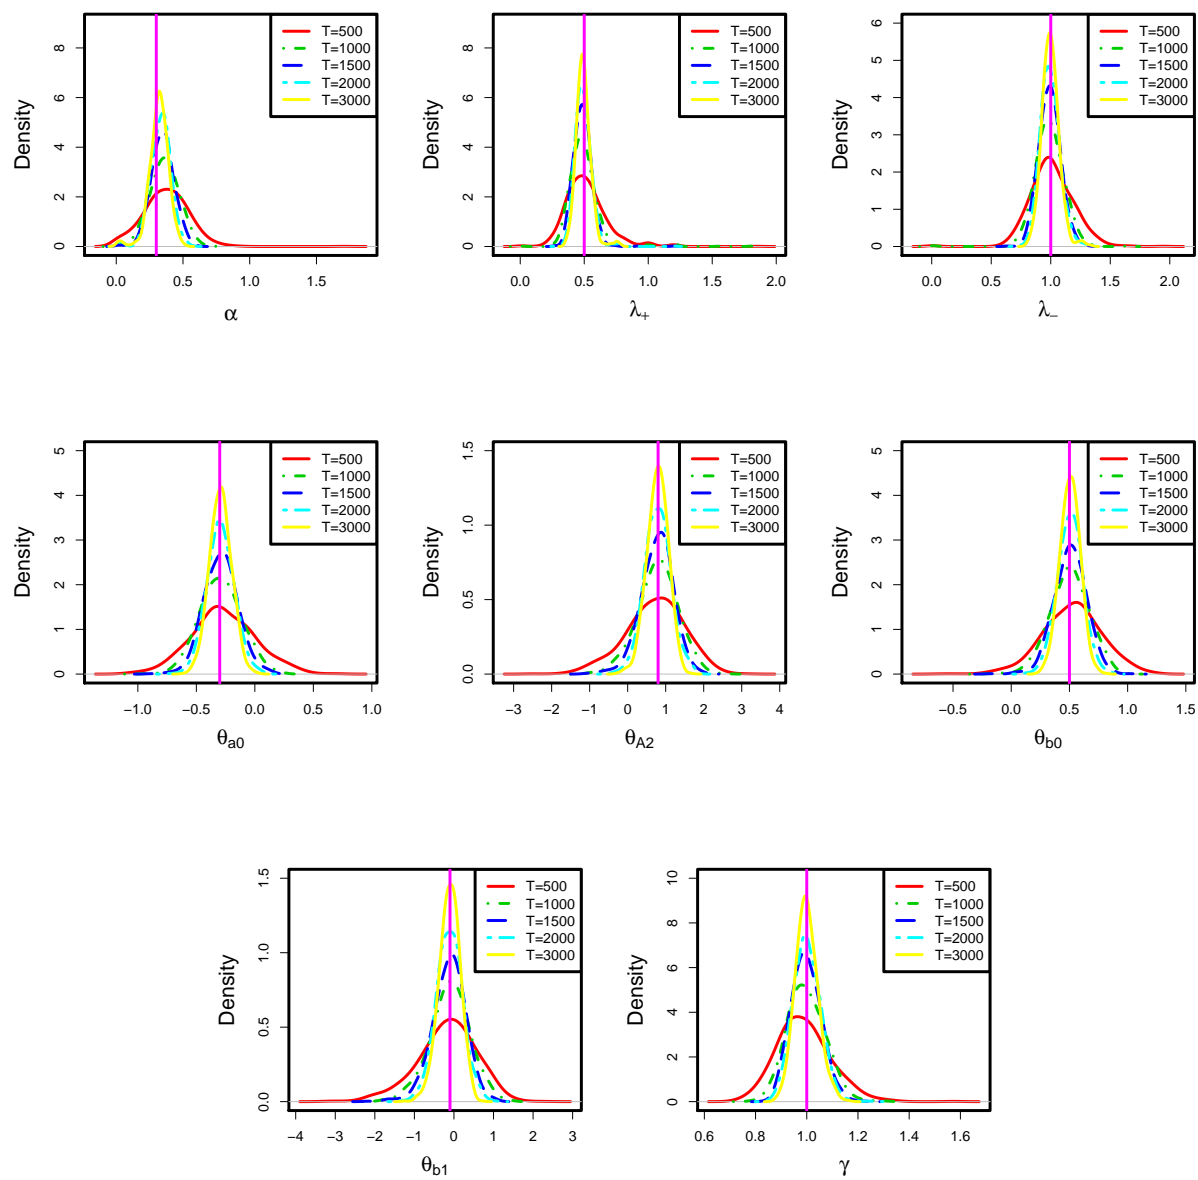 Density
0 2 4 6 8
T=500
T=1000
T=1500
T=2000
T=3000
0.0 0.5 1.0 1.5
α
Density
0 2 4 6 8
T=500
T=1000
T=1500
T=2000
T=3000
0.0 0.5 1.0 1.5 2.0
λ+
Density
0 1 2 3 4 5 6
T=500
T=1000
T=1500
T=2000
T=3000
0.0 0.5 1.0 1.5 2.0
λ−
Density
0 1 2 3 4 5
T=500
T=1000
T=1500
T=2000
T=3000
−1.0 −0.5 0.0 0.5 1.0
θa0
Density
0.0 0.5 1.0 1.5
T=500
T=1000
T=1500
T=2000
T=3000
−3 −2 −1 0 1 2 3 4
θA2
Density
0 1 2 3 4 5
T=500
T=1000
T=1500
T=2000
T=3000
−0.5 0.0 0.5 1.0 1.5
θb0
Density
0.0 0.5 1.0 1.5
T=500
T=1000
T=1500
T=2000
T=3000
−4 −3 −2 −1 0 1 2 3
θb1
Density
0 2 4 6 8 10
T=500
T=1000
T=1500
T=2000
T=3000
0.6 0.8 1.0 1.2 1.4 1.6
γ